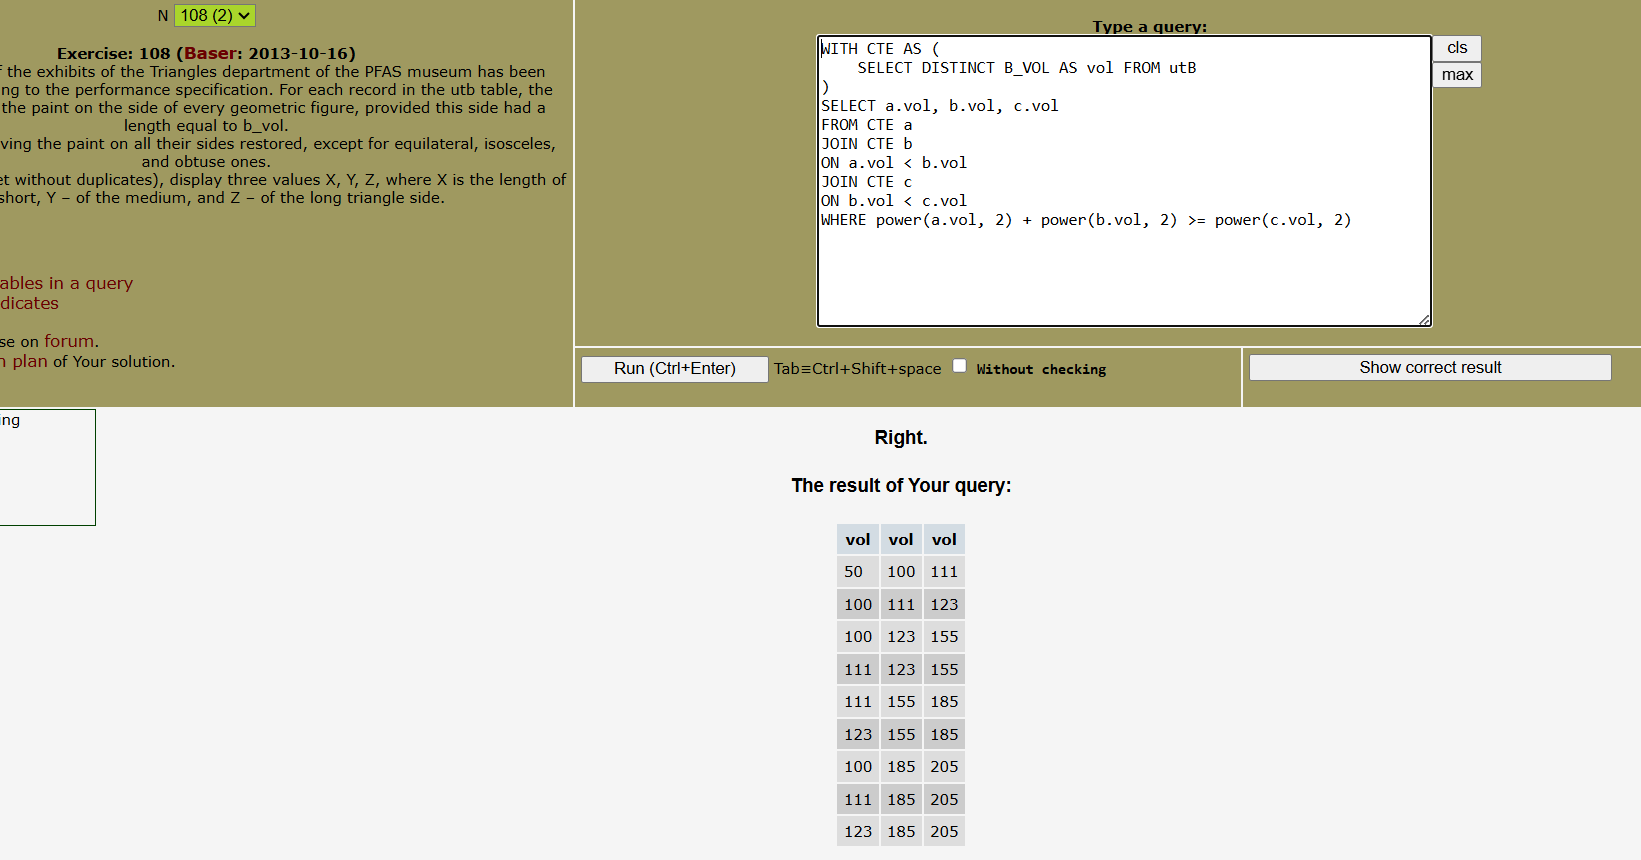 N 108 (2)
Exercise: 108 (Baser: 2013-10-16)
the exhibits of the Triangles department of the PFAS museum has been
ng to the performance specification. For each record in the utb table, the
the paint on the side of every geometric figure, provided this side had a
length equal to b_vol.
ving the paint on all their sides restored, except for equilateral, isosceles,
and obtuse ones.
et without duplicates), display three values X, Y, Z, where X is the length of
short, Y – of the medium, and Z – of the long triangle side.
ables in a query
dicates
se on forum.
n plan of Your solution.
ing
Type a query:
WITH CTE AS (
SELECT DISTINCT B_VOL AS vol FROM utB
)
SELECT a.vol, b.vol, c.vol
FROM CTE a
JOIN CTE b
ON a.vol < b.vol
JOIN CTE c
ON b.vol < c.vol
WHERE power(a.vol, 2) + power(b.vol, 2) >= power(c.vol, 2)
cls
max
Run (Ctrl+Enter) Tab≡Ctrl+Shift+space Without checking
Show correct result
Right.
The result of Your query:
vol vol vol
50 100 111
100 111 123
100 123 155
111 123 155
111 155 185
123 155 185
100 185 205
111 185 205
123 185 205